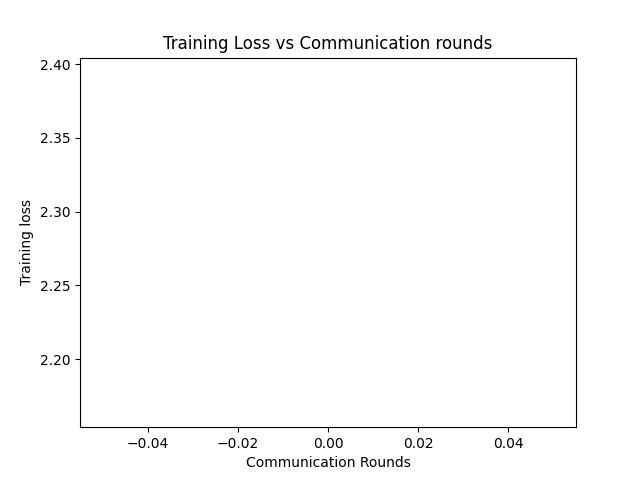 Training Loss vs Communication rounds
2.40
2.35
2.30
2.25
2.20
Training loss
−0.04 −0.02 0.00 0.02 0.04
Communication Rounds